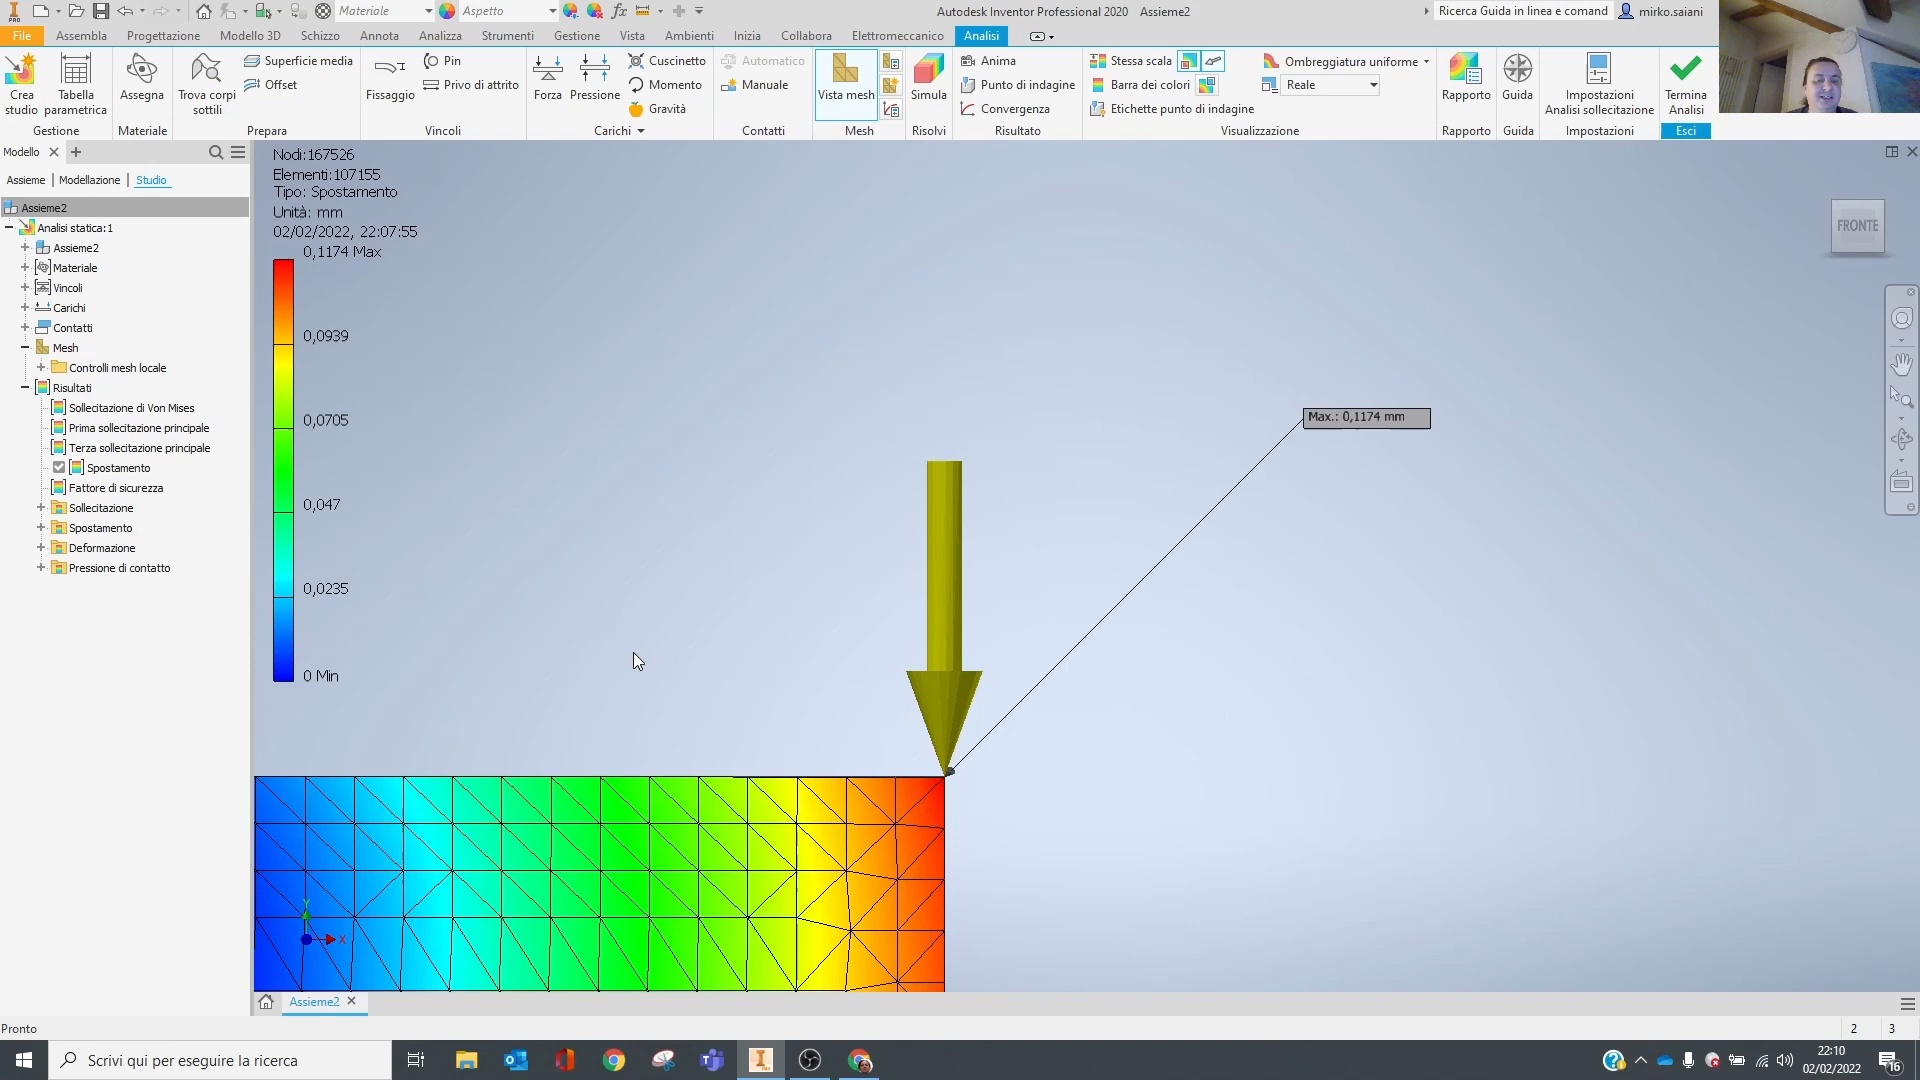 Materiale
Aspetto
Autodesk Inventor Professional 2020 Assieme2
Ricerca Guida in linea e comand
mirko.saiani
File Assembla Progettazione Modello 3D Schizzo Annota Analizza Strumenti Gestione Vista Ambienti Inizia Collabora Elettromeccanico Analisi
Crea studio
Tabella parametrica
Gestione
Assegna
Materiale
Trova corpi sottili
Superficie media
Offset
Prepara
Fissaggio
Pin
Privo di attrito
Vincoli
Forza
Pressione
Cuscinetto
Momento
Gravità
Carichi
Automatico
Manuale
Contatti
Vista mesh
Mesh
Simula
Risolvi
Anima
Punto di indagine
Convergenza
Risultato
Stessa scala
Barra dei colori
Etichette punto di indagine
Ombreggiatura uniforme
Reale
Visualizzazione
Rapporto
Rapporto
Guida
Guida
Impostazioni
Analisi sollecitazione
Impostazioni
Termina
Analisi
Esci
Modello
Assieme | Modellazione | Studio
Assieme2
Analisi statica:1
Assieme2
Materiale
Vincoli
Carichi
Contatti
Mesh
Controlli mesh locale
Risultati
Sollecitazione di Von Mises
Prima sollecitazione principale
Terza sollecitazione principale
Spostamento
Fattore di sicurezza
Sollecitazione
Spostamento
Deformazione
Pressione di contatto
Nodi:167526
Elementi:107155
Tipo: Spostamento
Unità: mm
02/02/2022, 22:07:55
0,1174 Max
0,0939
0,0705
0,047
0,0235
0 Min
FRONTE
Max.: 0,1174 mm
Y
X
Assieme2
Pronto
2 3
Scrivi qui per eseguire la ricerca
22:10
02/02/2022
16